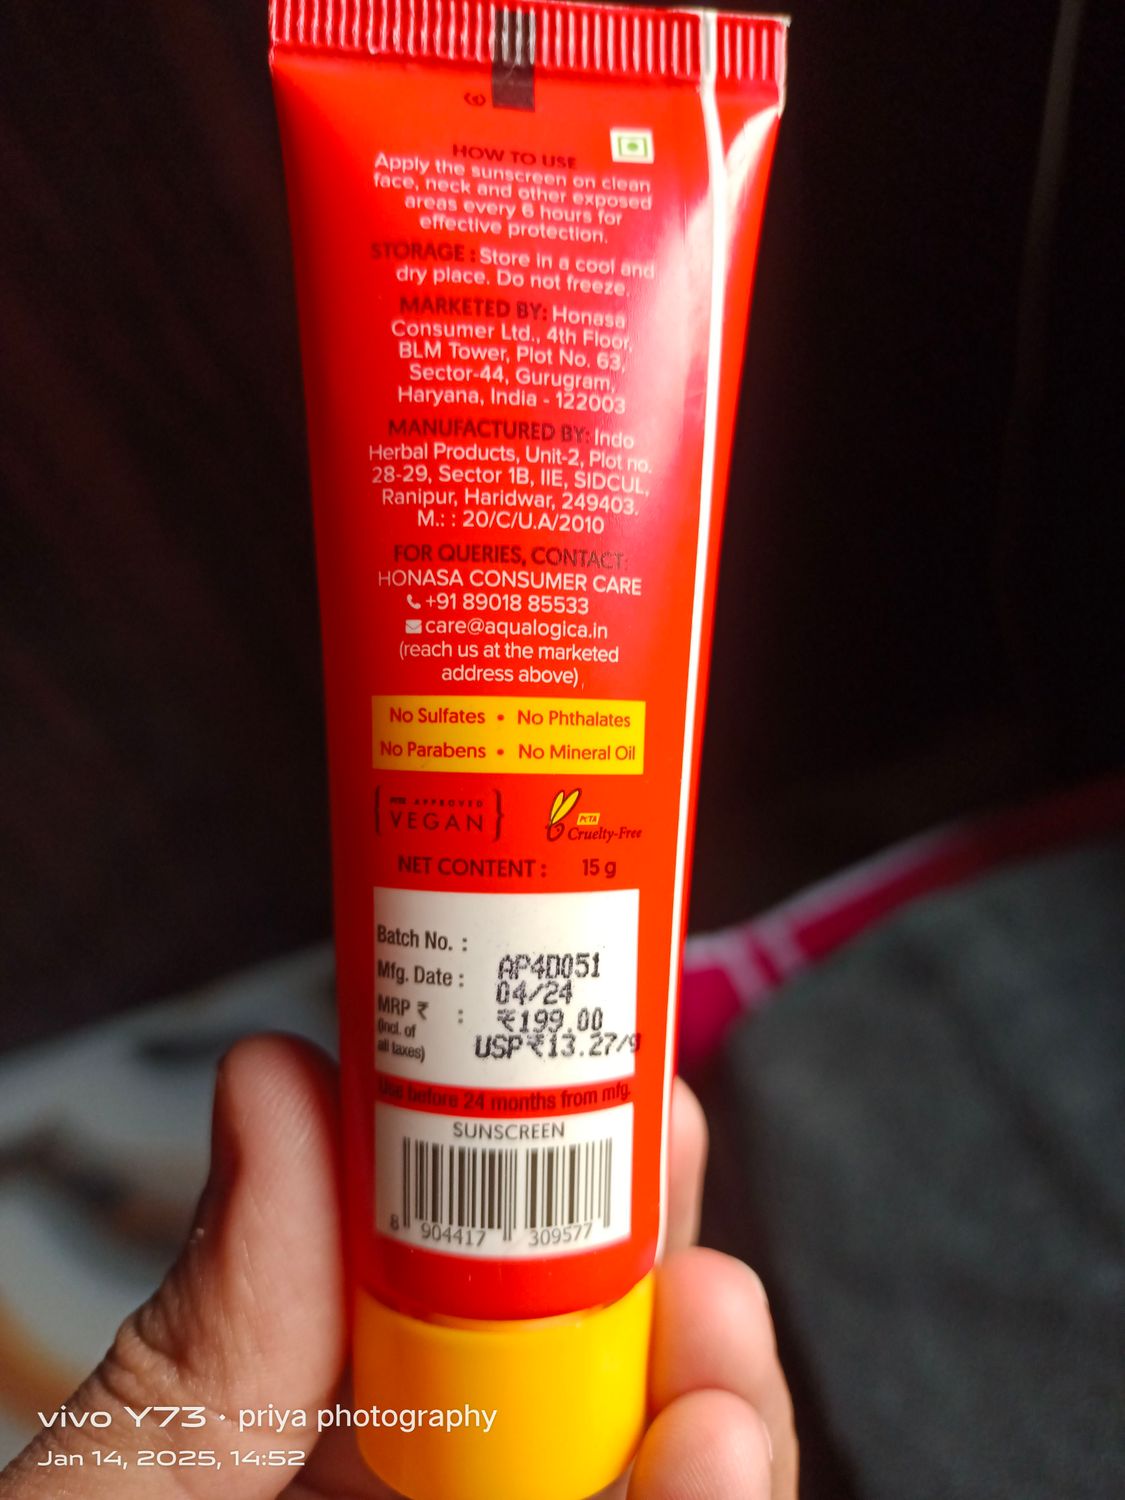 HOW TO USE
Apply the sunscreen on clean
face, neck and other exposed
areas every 6 hours for
effective protection.
STORAGE : Store in a cool and
dry place. Do not freeze.
MARKETED BY: Honasa
Consumer Ltd., 4th Floor,
BLM Tower, Plot No. 63,
Sector-44, Gurugram,
Haryana, India - 122003
MANUFACTURED BY: Indo
Herbal Products, Unit-2, Plot no.
28-29, Sector 1B, IIE, SIDCUL,
Ranipur, Haridwar, 249403.
M.: : 20/C/U.A/2010
FOR QUERIES, CONTACT:
HONASA CONSUMER CARE
+91 89018 85533
care@aqualogica.in
(reach us at the marketed
address above)
No Sulfates • No Phthalates
No Parabens • No Mineral Oil
APPROVED
VEGAN
PETA
Cruelty-Free
NET CONTENT : 15 g
Batch No. : AP4D051
Mfg. Date : 04/24
MRP ₹ : ₹199.00
(Incl. of
all taxes) USP₹13.27/g
Use before 24 months from mfg.
SUNSCREEN
8 904417 309577
vivo Y73 · priya photography
Jan 14, 2025, 14:52